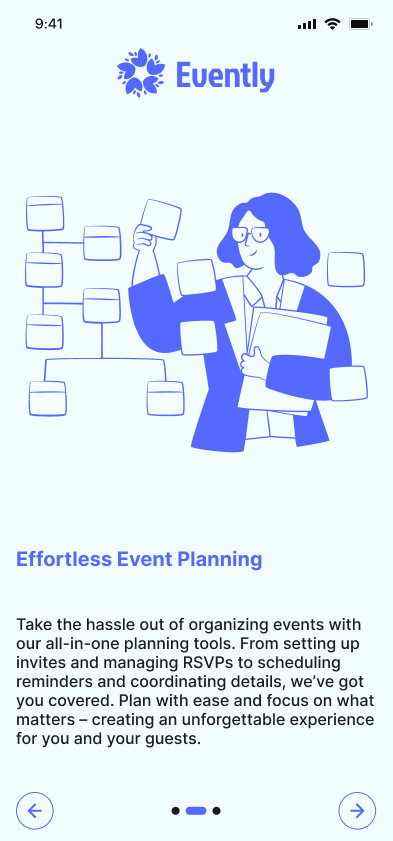 9:41
Evently
Effortless Event Planning
Take the hassle out of organizing events with
our all-in-one planning tools. From setting up
invites and managing RSVPs to scheduling
reminders and coordinating details, we’ve got
you covered. Plan with ease and focus on what
matters – creating an unforgettable experience
for you and your guests.